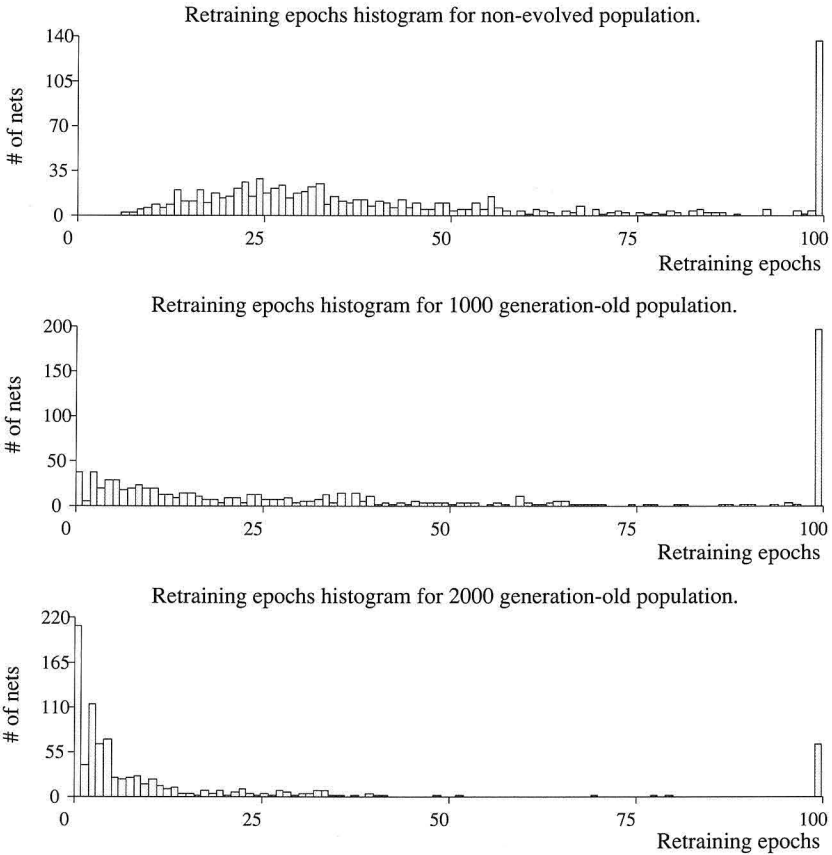 Retraining epochs histogram for non-evolved population.
140
105
70
35
0
# of nets
0 25 50 75 100
Retraining epochs
Retraining epochs histogram for 1000 generation-old population.
200
150
100
50
0
# of nets
0 25 50 75 100
Retraining epochs
Retraining epochs histogram for 2000 generation-old population.
220
165
110
55
0
# of nets
0 25 50 75 100
Retraining epochs